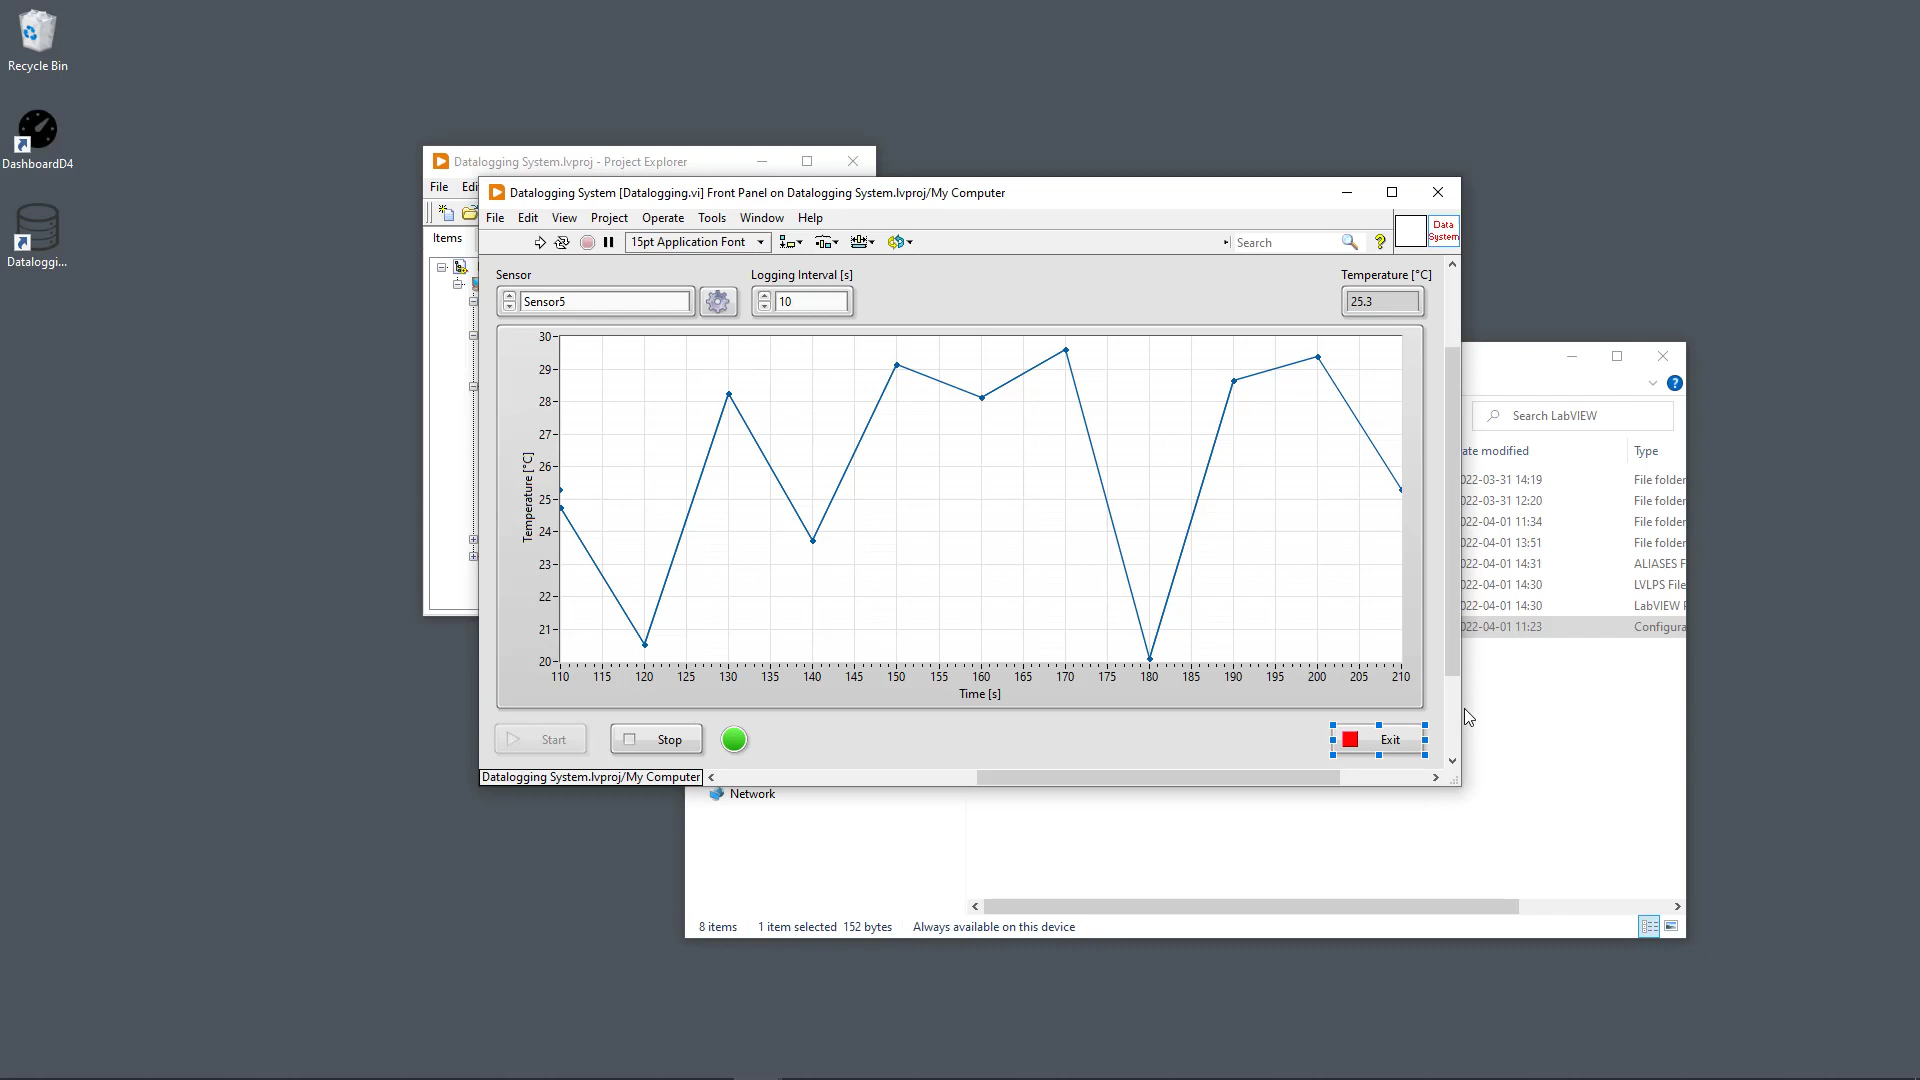 Recycle Bin
DashboardD4
Dataloggi...
Datalogging System.lvproj - Project Explorer
File
Items
Datalogging System [Datalogging.vi] Front Panel on Datalogging System.lvproj/My Computer
File Edit View Project Operate Tools Window Help
15pt Application Font
Search
Data
System
Sensor
Logging Interval [s]
Temperature [°C]
Sensor5
10
25.3
30
29
28
27
26
25
24
23
22
21
20
Temperature [°C]
110 115 120 125 130 135 140 145 150 155 160 165 170 175 180 185 190 195 200 205 210
Time [s]
Start
Stop
Exit
Datalogging System.lvproj/My Computer
Search LabVIEW
ate modified
Type
022-03-31 14:19 File folder
022-03-31 12:20 File folder
022-04-01 11:34 File folder
022-04-01 13:51 File folder
022-04-01 14:31 ALIASES F
022-04-01 14:30 LVLPS File
022-04-01 14:30 LabVIEW
022-04-01 11:23 Configura
Network
8 items 1 item selected 152 bytes Always available on this device